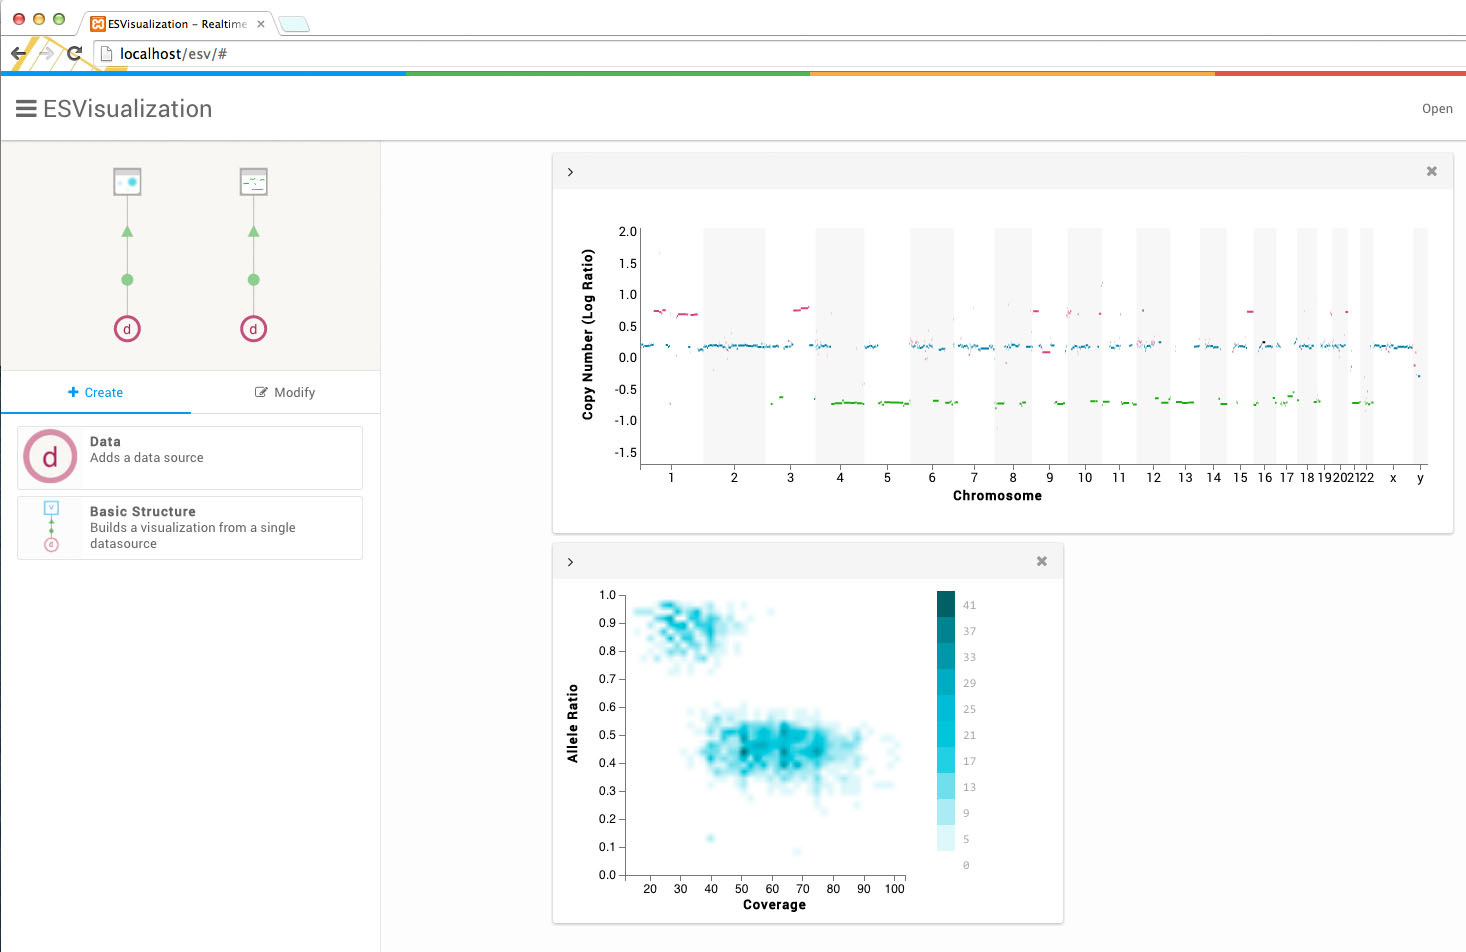 ESVisualization – Realtime
localhost/esv/#
ESVisualization
Open
d
d
Create
Modify
d
Data
Adds a data source
v
d
Basic Structure
Builds a visualization from a single
datasource
Copy Number (Log Ratio)
2.0
1.5
1.0
0.5
0.0
-0.5
-1.0
-1.5
1 2 3 4 5 6 7 8 9 10 11 12 13 14 15 16 17 18 19 20 21 22 x y
Chromosome
Allele Ratio
1.0
0.9
0.8
0.7
0.6
0.5
0.4
0.3
0.2
0.1
0.0
20 30 40 50 60 70 80 90 100
Coverage
41
37
33
29
25
21
17
13
9
5
0